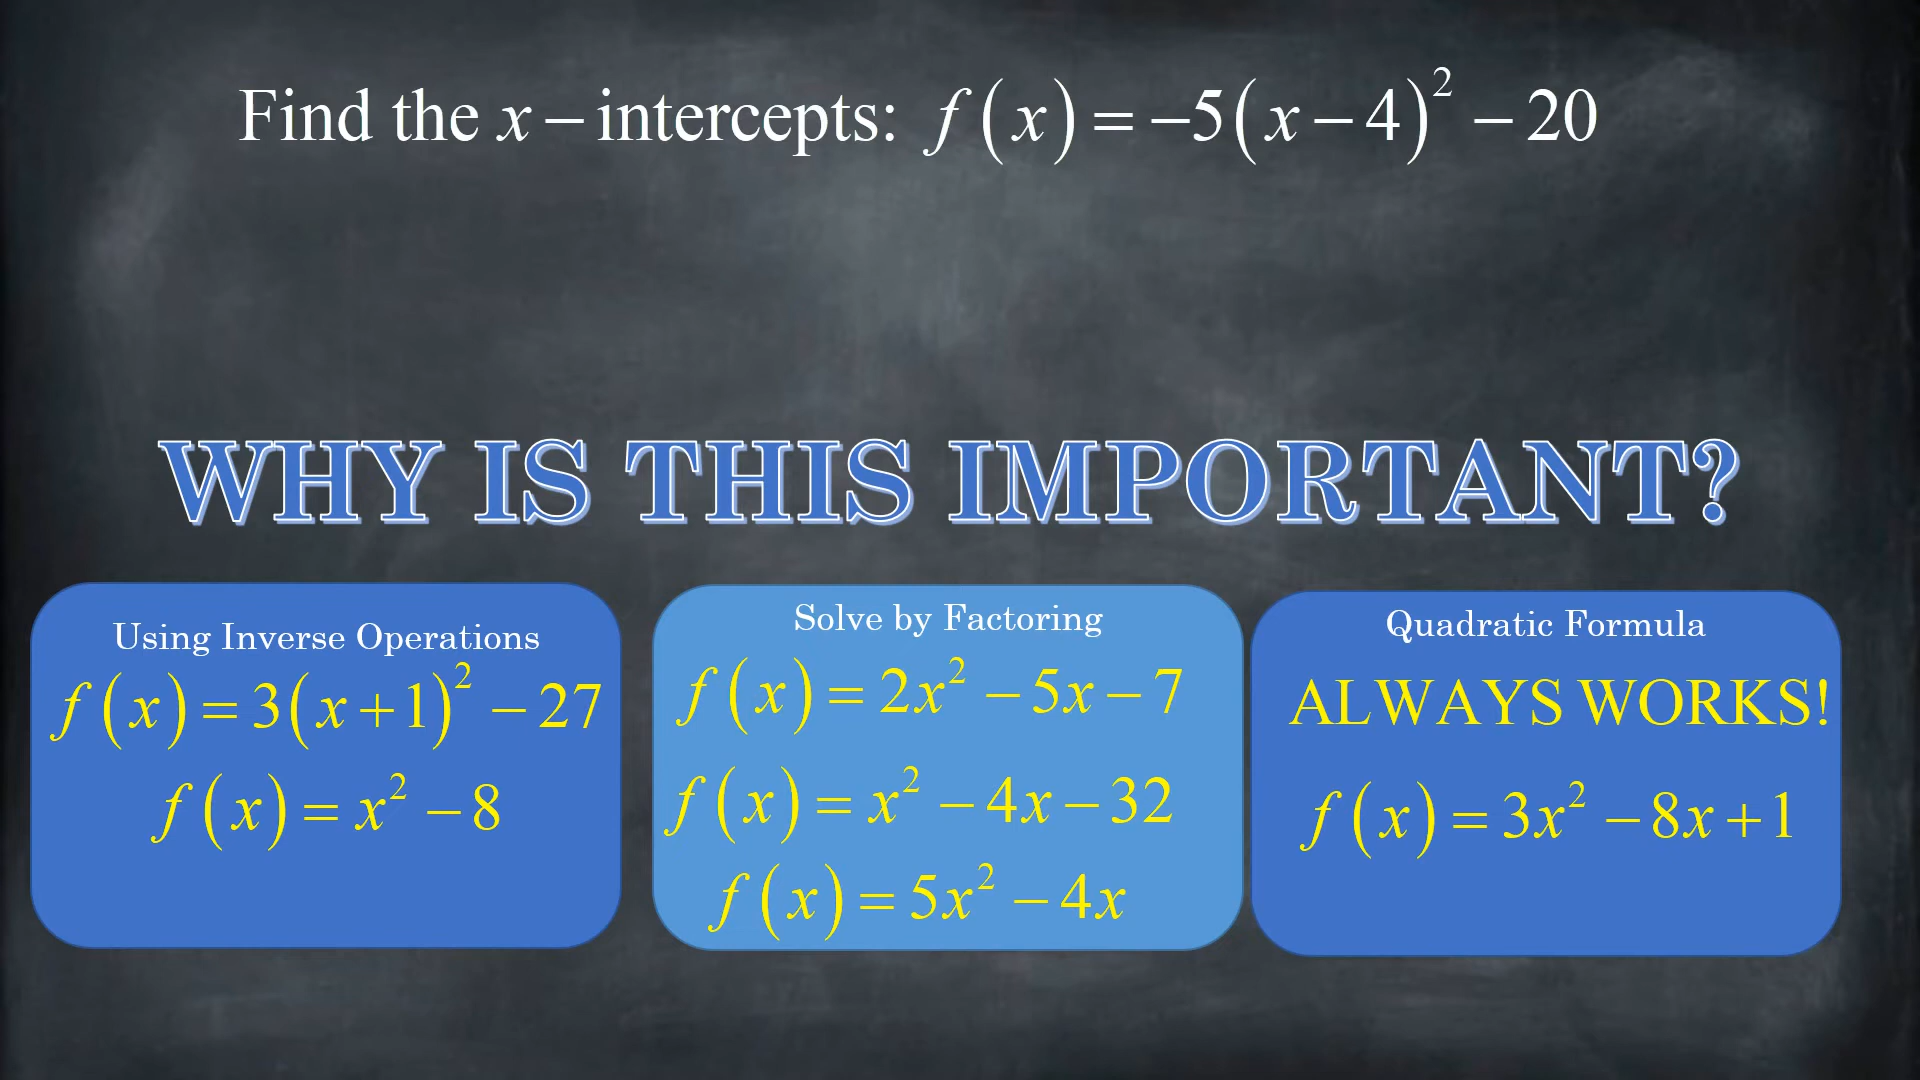 Find the x – intercepts: f(x) = −5(x − 4)² − 20
WHY IS THIS IMPORTANT?
Using Inverse Operations
f(x) = 3(x + 1)² − 27
f(x) = x² − 8
Solve by Factoring
f(x) = 2x² − 5x − 7
f(x) = x² − 4x − 32
f(x) = 5x² − 4x
Quadratic Formula
ALWAYS WORKS!
f(x) = 3x² − 8x + 1